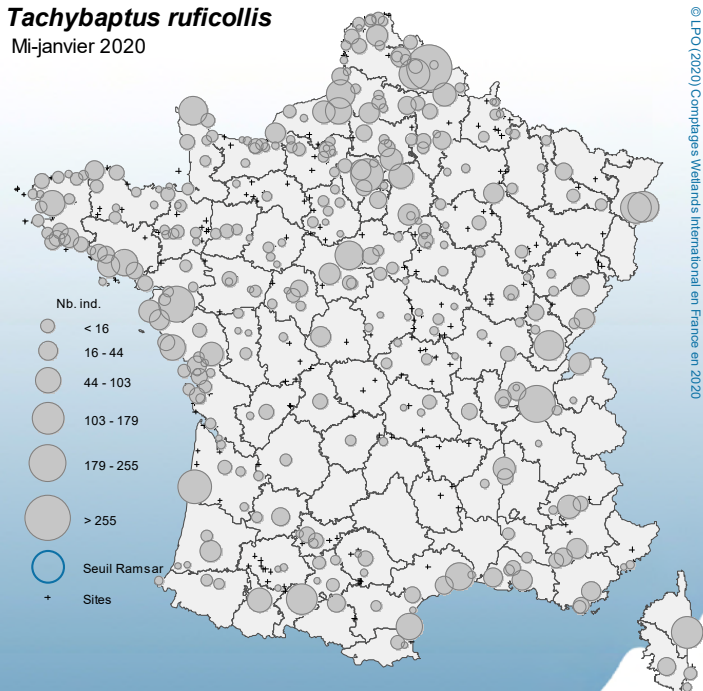 Tachybaptus ruficollis
Mi-janvier 2020
Nb. ind.
< 16
16 - 44
44 - 103
103 - 179
179 - 255
> 255
Seuil Ramsar
Sites
© LPO (2020) Comptages Wetlands International en France en 2020